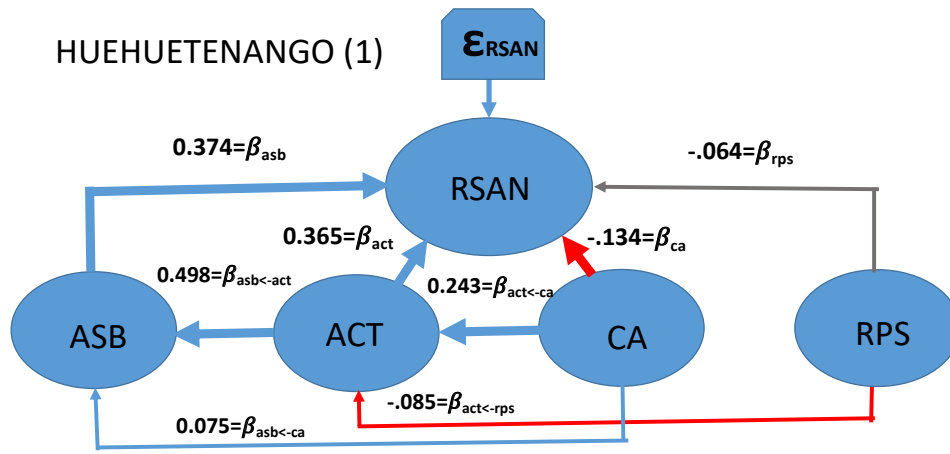 HUEHUETENANGO (1)
εRSAN
0.374=βasb
-.064=βrps
RSAN
0.365=βact
-.134=βca
0.498=βasb<-act
0.243=βact<-ca
ASB
ACT
CA
RPS
-.085=βact<-rps
0.075=βasb<-ca